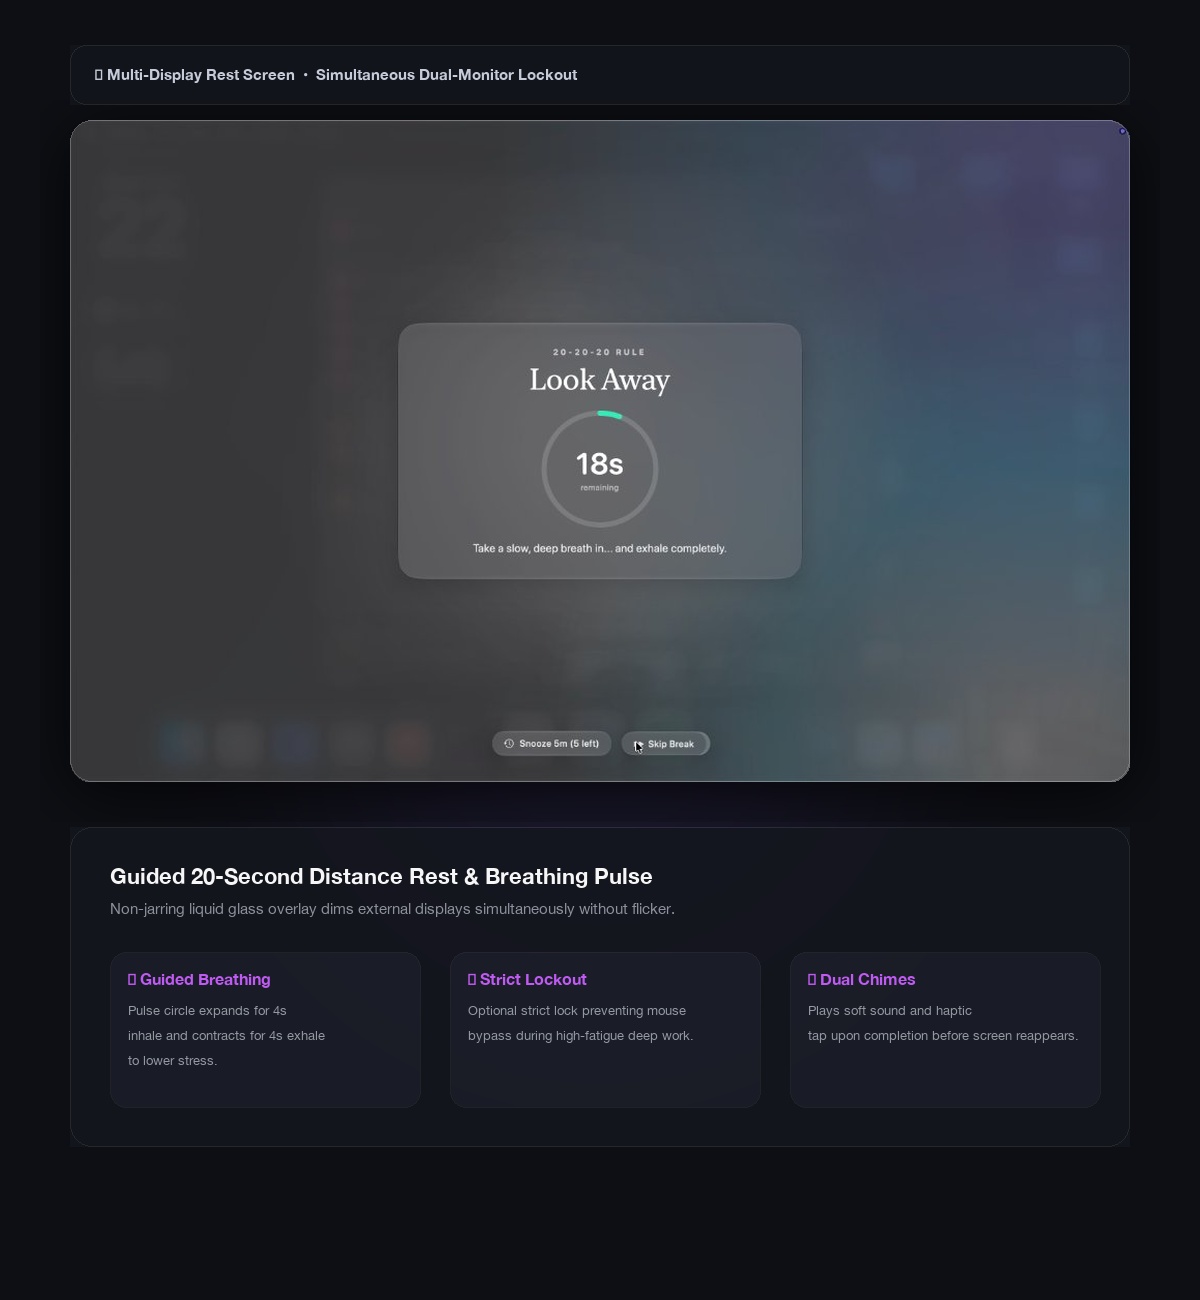 Multi-Display Rest Screen • Simultaneous Dual-Monitor Lockout
22
20-20-20 RULE
Look Away
18s
remaining
Take a slow, deep breath in... and exhale completely.
Snooze 5m (5 left)
Skip Break
Guided 20-Second Distance Rest & Breathing Pulse
Non-jarring liquid glass overlay dims external displays simultaneously without flicker.
Guided Breathing
Pulse circle expands for 4s
inhale and contracts for 4s exhale
to lower stress.
Strict Lockout
Optional strict lock preventing mouse
bypass during high-fatigue deep work.
Dual Chimes
Plays soft sound and haptic
tap upon completion before screen reappears.